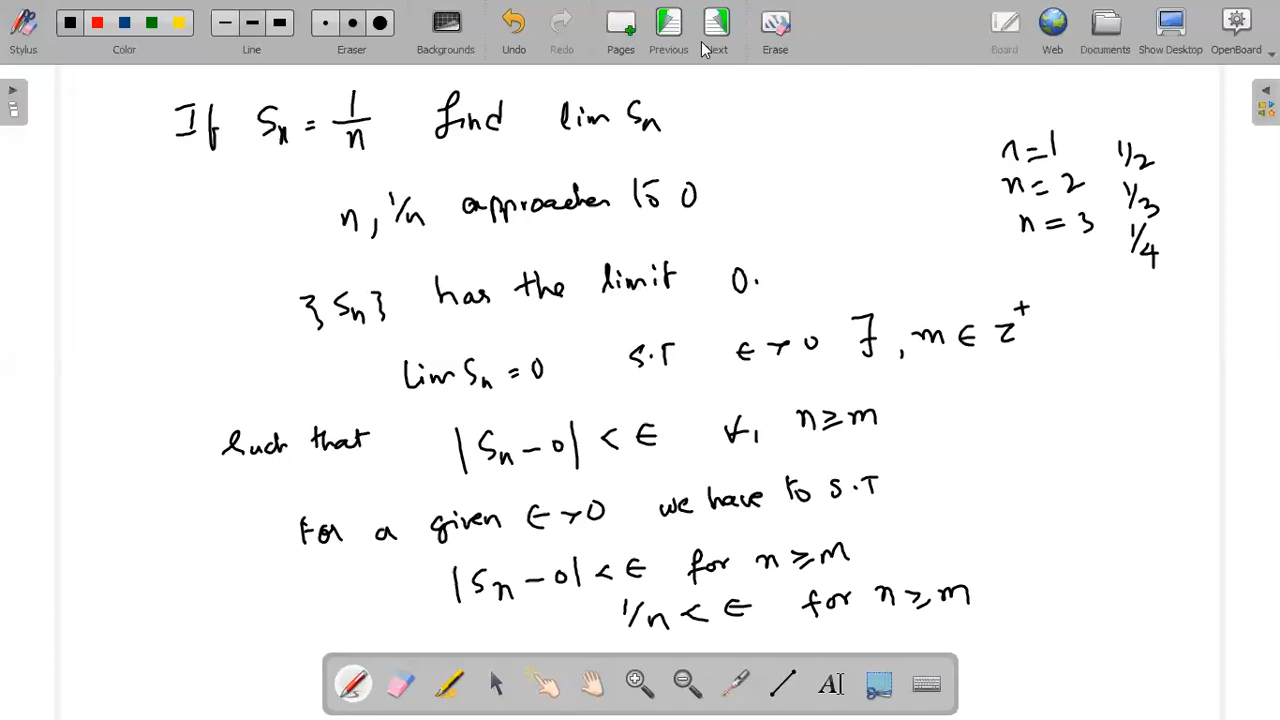 Stylus Color Line Eraser Backgrounds Undo Redo Pages Previous Next Erase Board Web Documents Show Desktop OpenBoard
If Sn = 1/n find lim Sn
n=1 1/2
n=2 1/3
n=3 1/4
n, 1/n approaches to 0
{Sn} has the limit 0.
lim Sn = 0 S.T ∈>0 ∃, m ∈ Z+
Such that |Sn - 0| < ∈ ∀, n≥m
For a given ∈>0 we have to S.T
|Sn - 0| < ∈ for n≥m
1/n < ∈ for n≥m